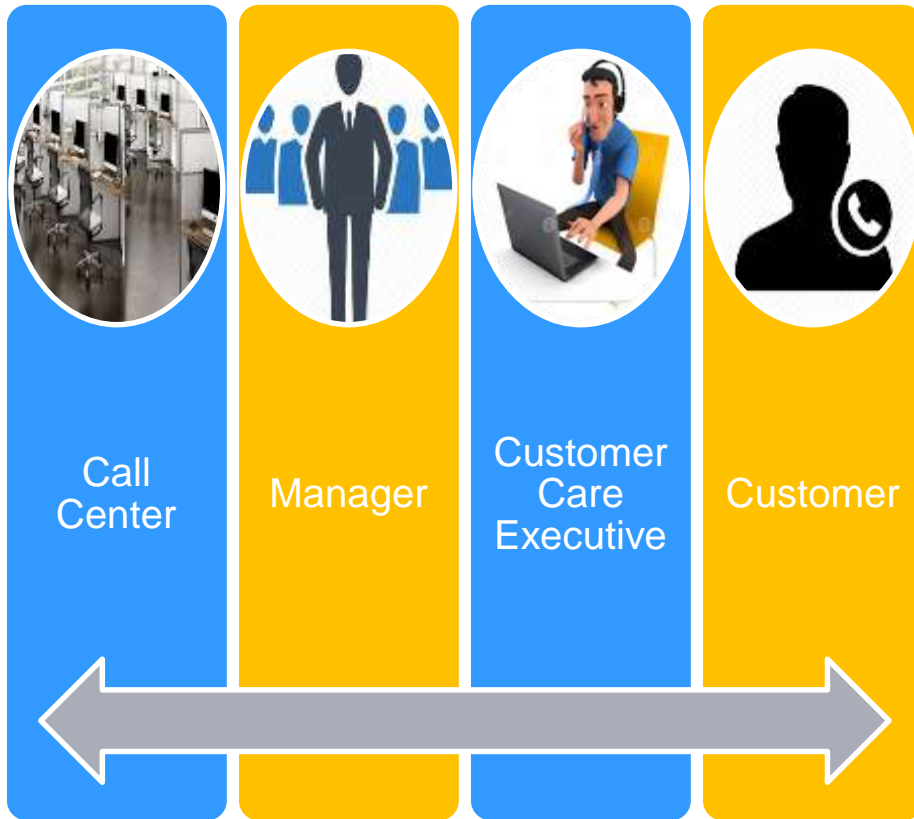 Call
Center
Manager
Customer
Care
Executive
Customer